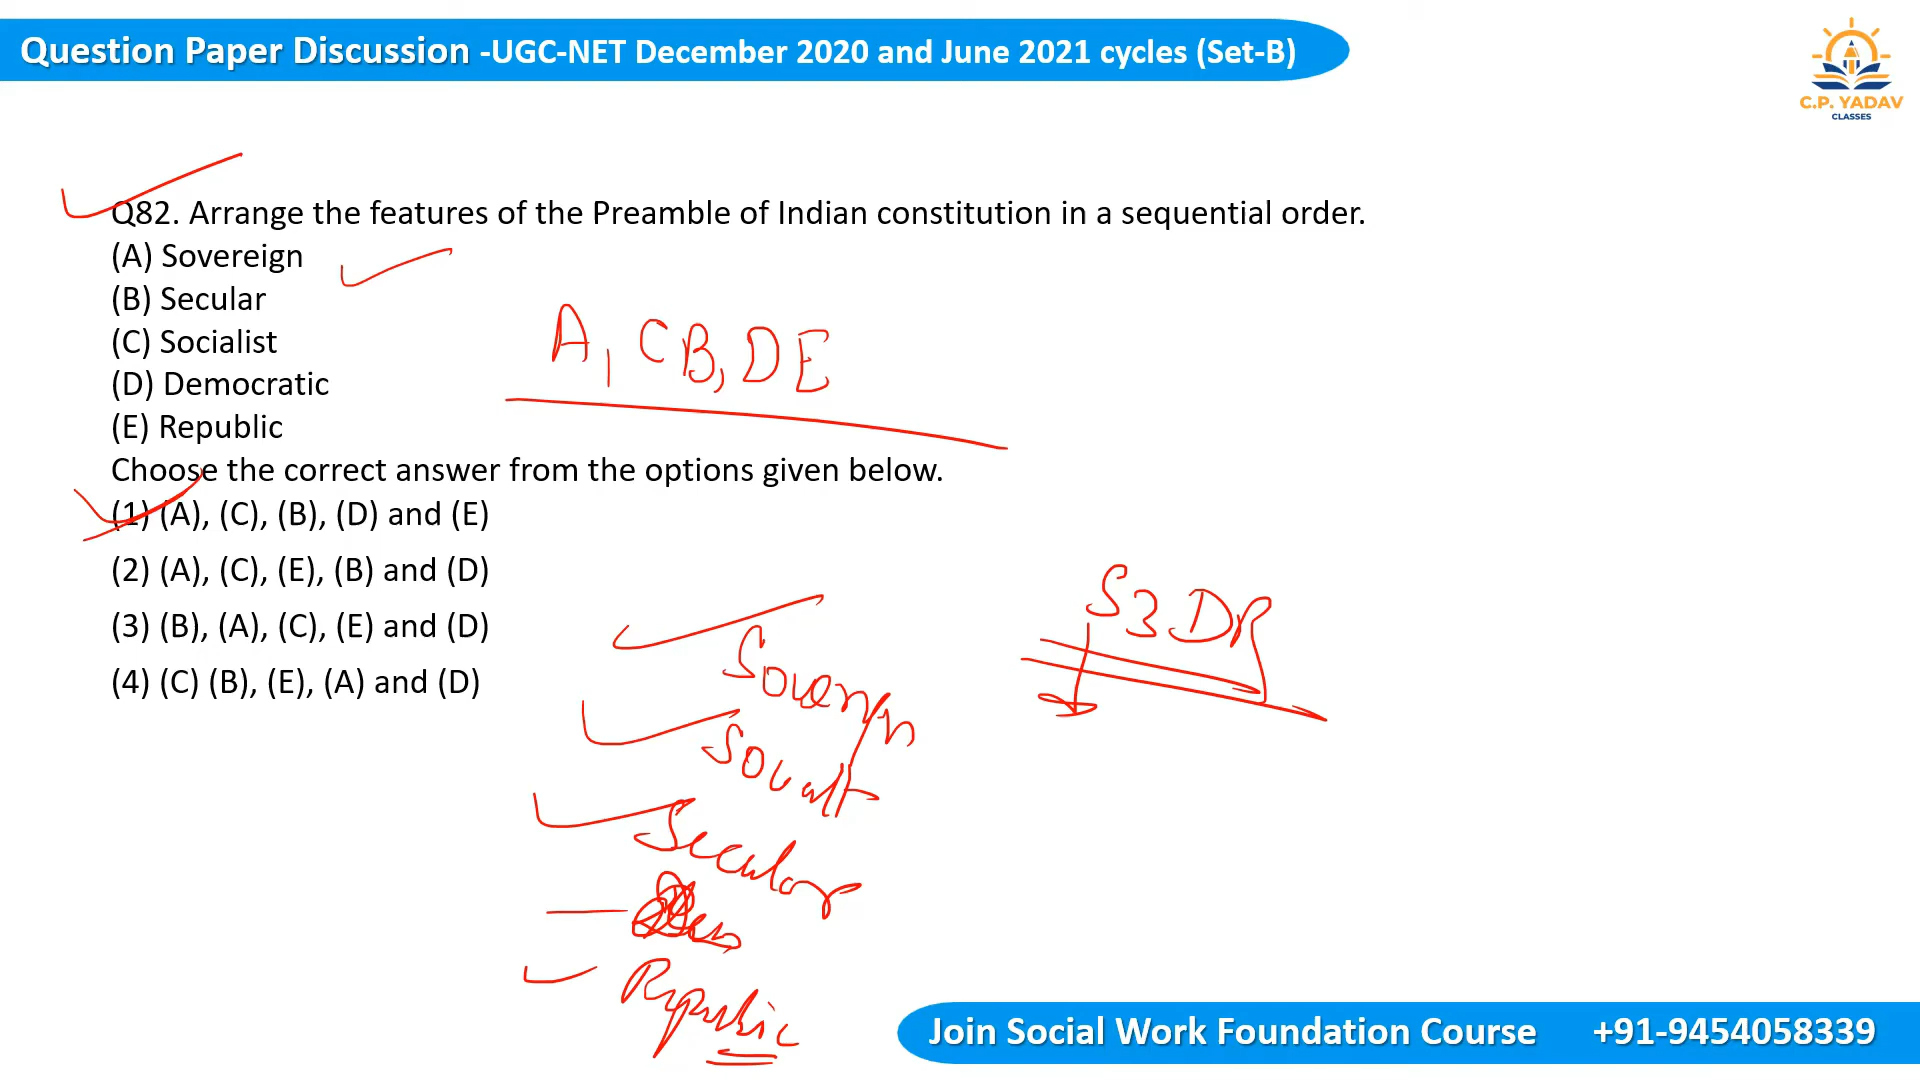 Question Paper Discussion -UGC-NET December 2020 and June 2021 cycles (Set-B)
C.P. YADAV
CLASSES
Q82. Arrange the features of the Preamble of Indian constitution in a sequential order.
(A) Sovereign
(B) Secular
(C) Socialist
(D) Democratic
(E) Republic
A, C B, D E
Choose the correct answer from the options given below.
(1) (A), (C), (B), (D) and (E)
(2) (A), (C), (E), (B) and (D)
(3) (B), (A), (C), (E) and (D)
(4) (C) (B), (E), (A) and (D)
S3 DR
Secular
Republic
Join Social Work Foundation Course +91-9454058339